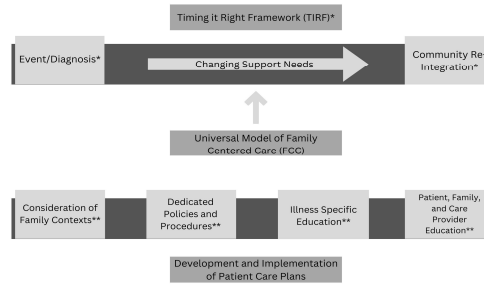 Timing it Right Framework (TIRF)*
Event/Diagnosis*
Changing Support Needs
Community Re-
Integration*
Universal Model of Family
Centered Care (FCC)
Consideration of
Family Contexts**
Dedicated
Policies and
Procedures**
Illness Specific
Education**
Patient, Family,
and Care
Provider
Education**
Development and Implementation
of Patient Care Plans